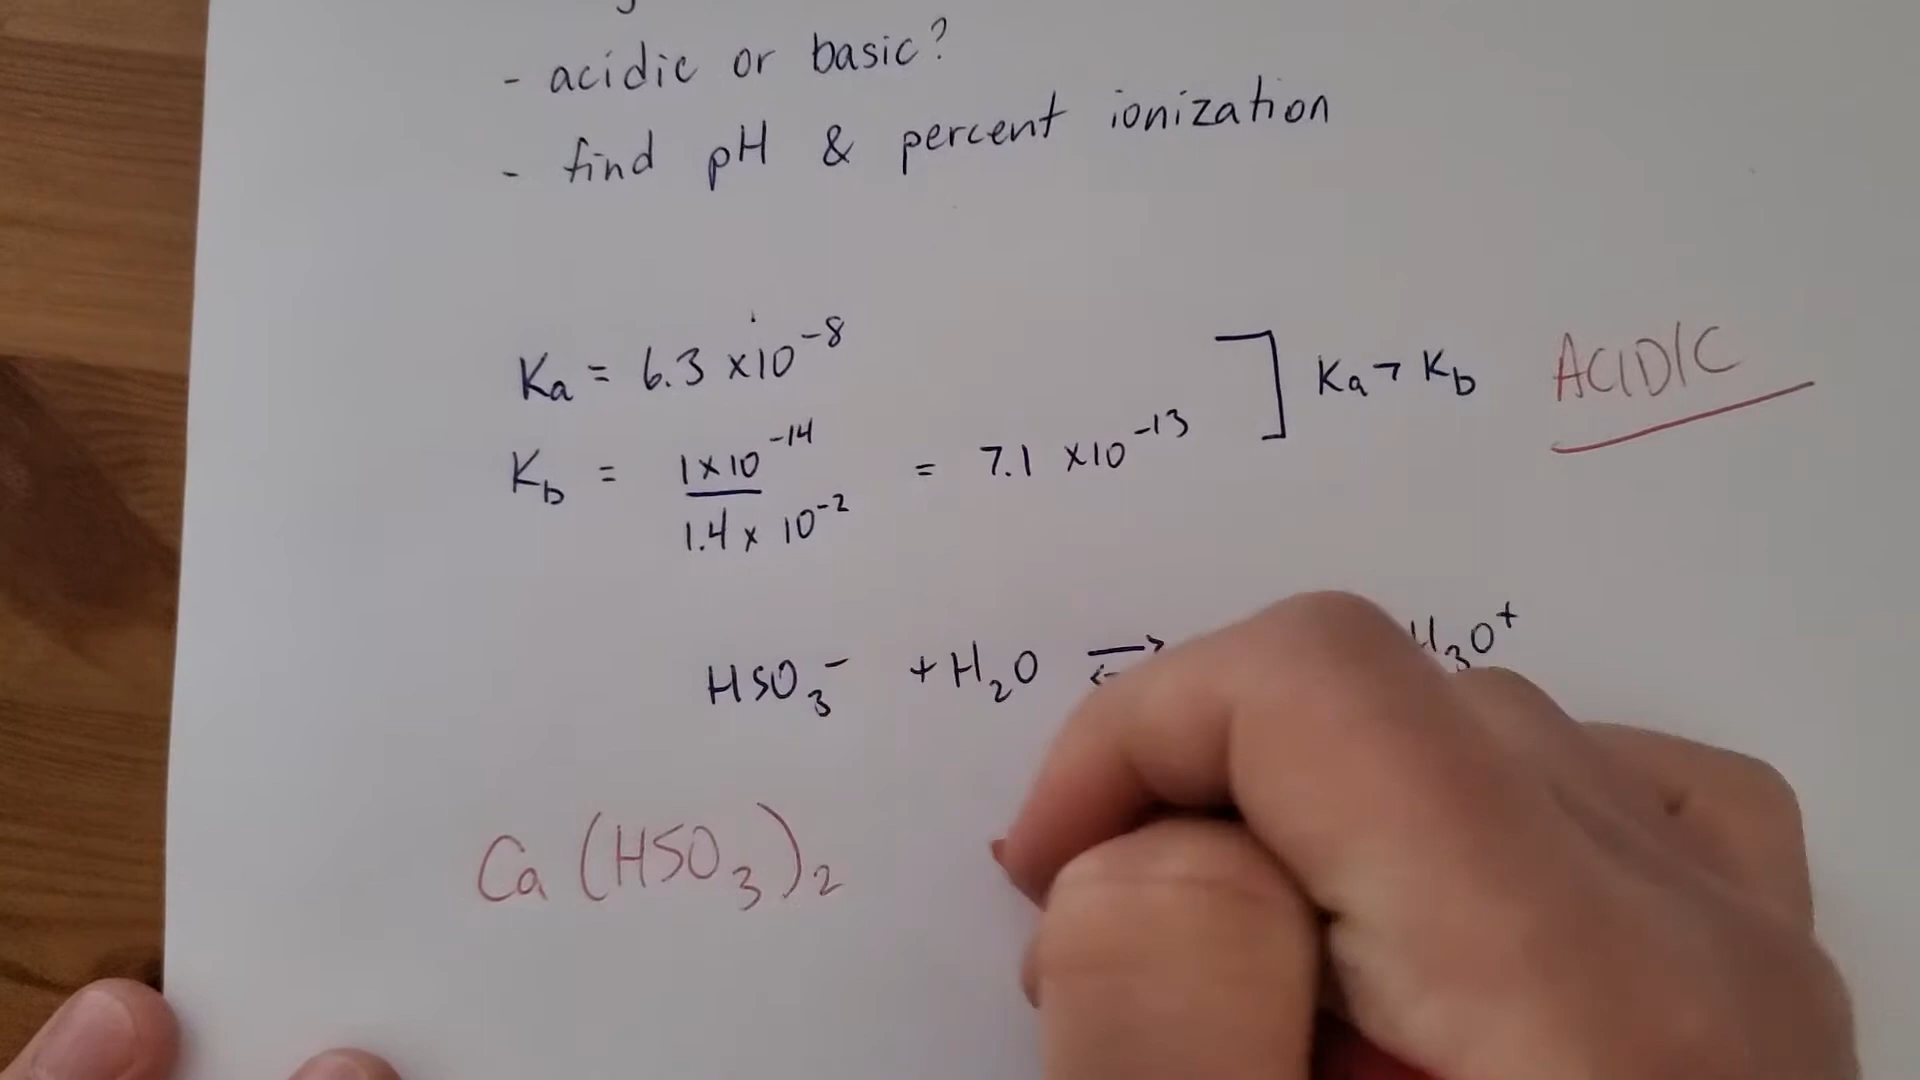 - acidic or basic?
- find pH & percent ionization
Ka = 6.3 x10⁻⁸
Kb = 1x10⁻¹⁴ / 1.4 x 10⁻² = 7.1 x10⁻¹³
Ka > Kb ACIDIC
HSO₃⁻ + H₂O ⇌ H₃O⁺
Ca(HSO₃)₂